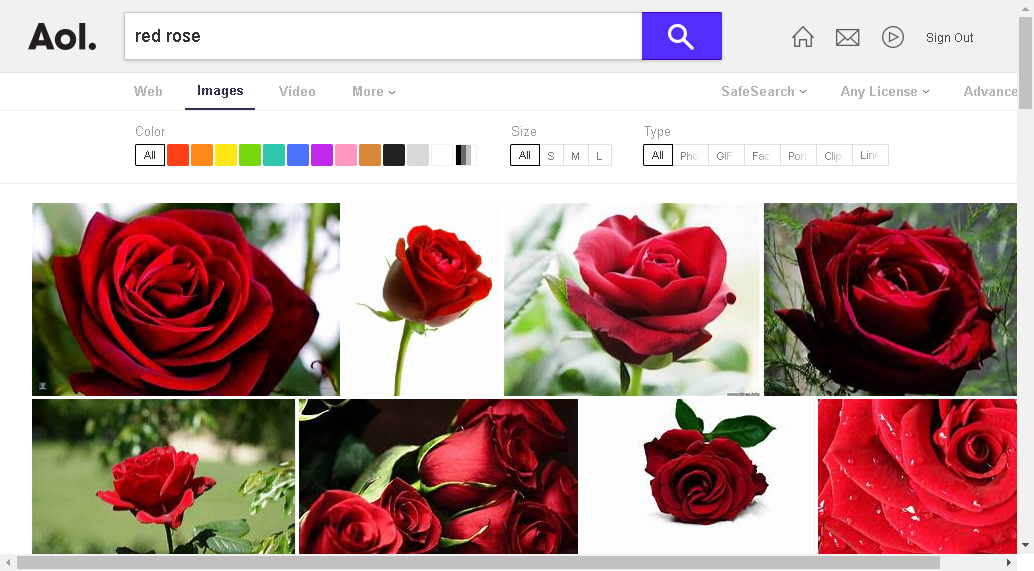 Aol.
red rose
Sign Out
Web
Images
Video
More
SafeSearch
Any License
Advance
Color
Size
Type
All
All
S
M
L
All
Pho
GIF
Fac
Por
Clip
Line